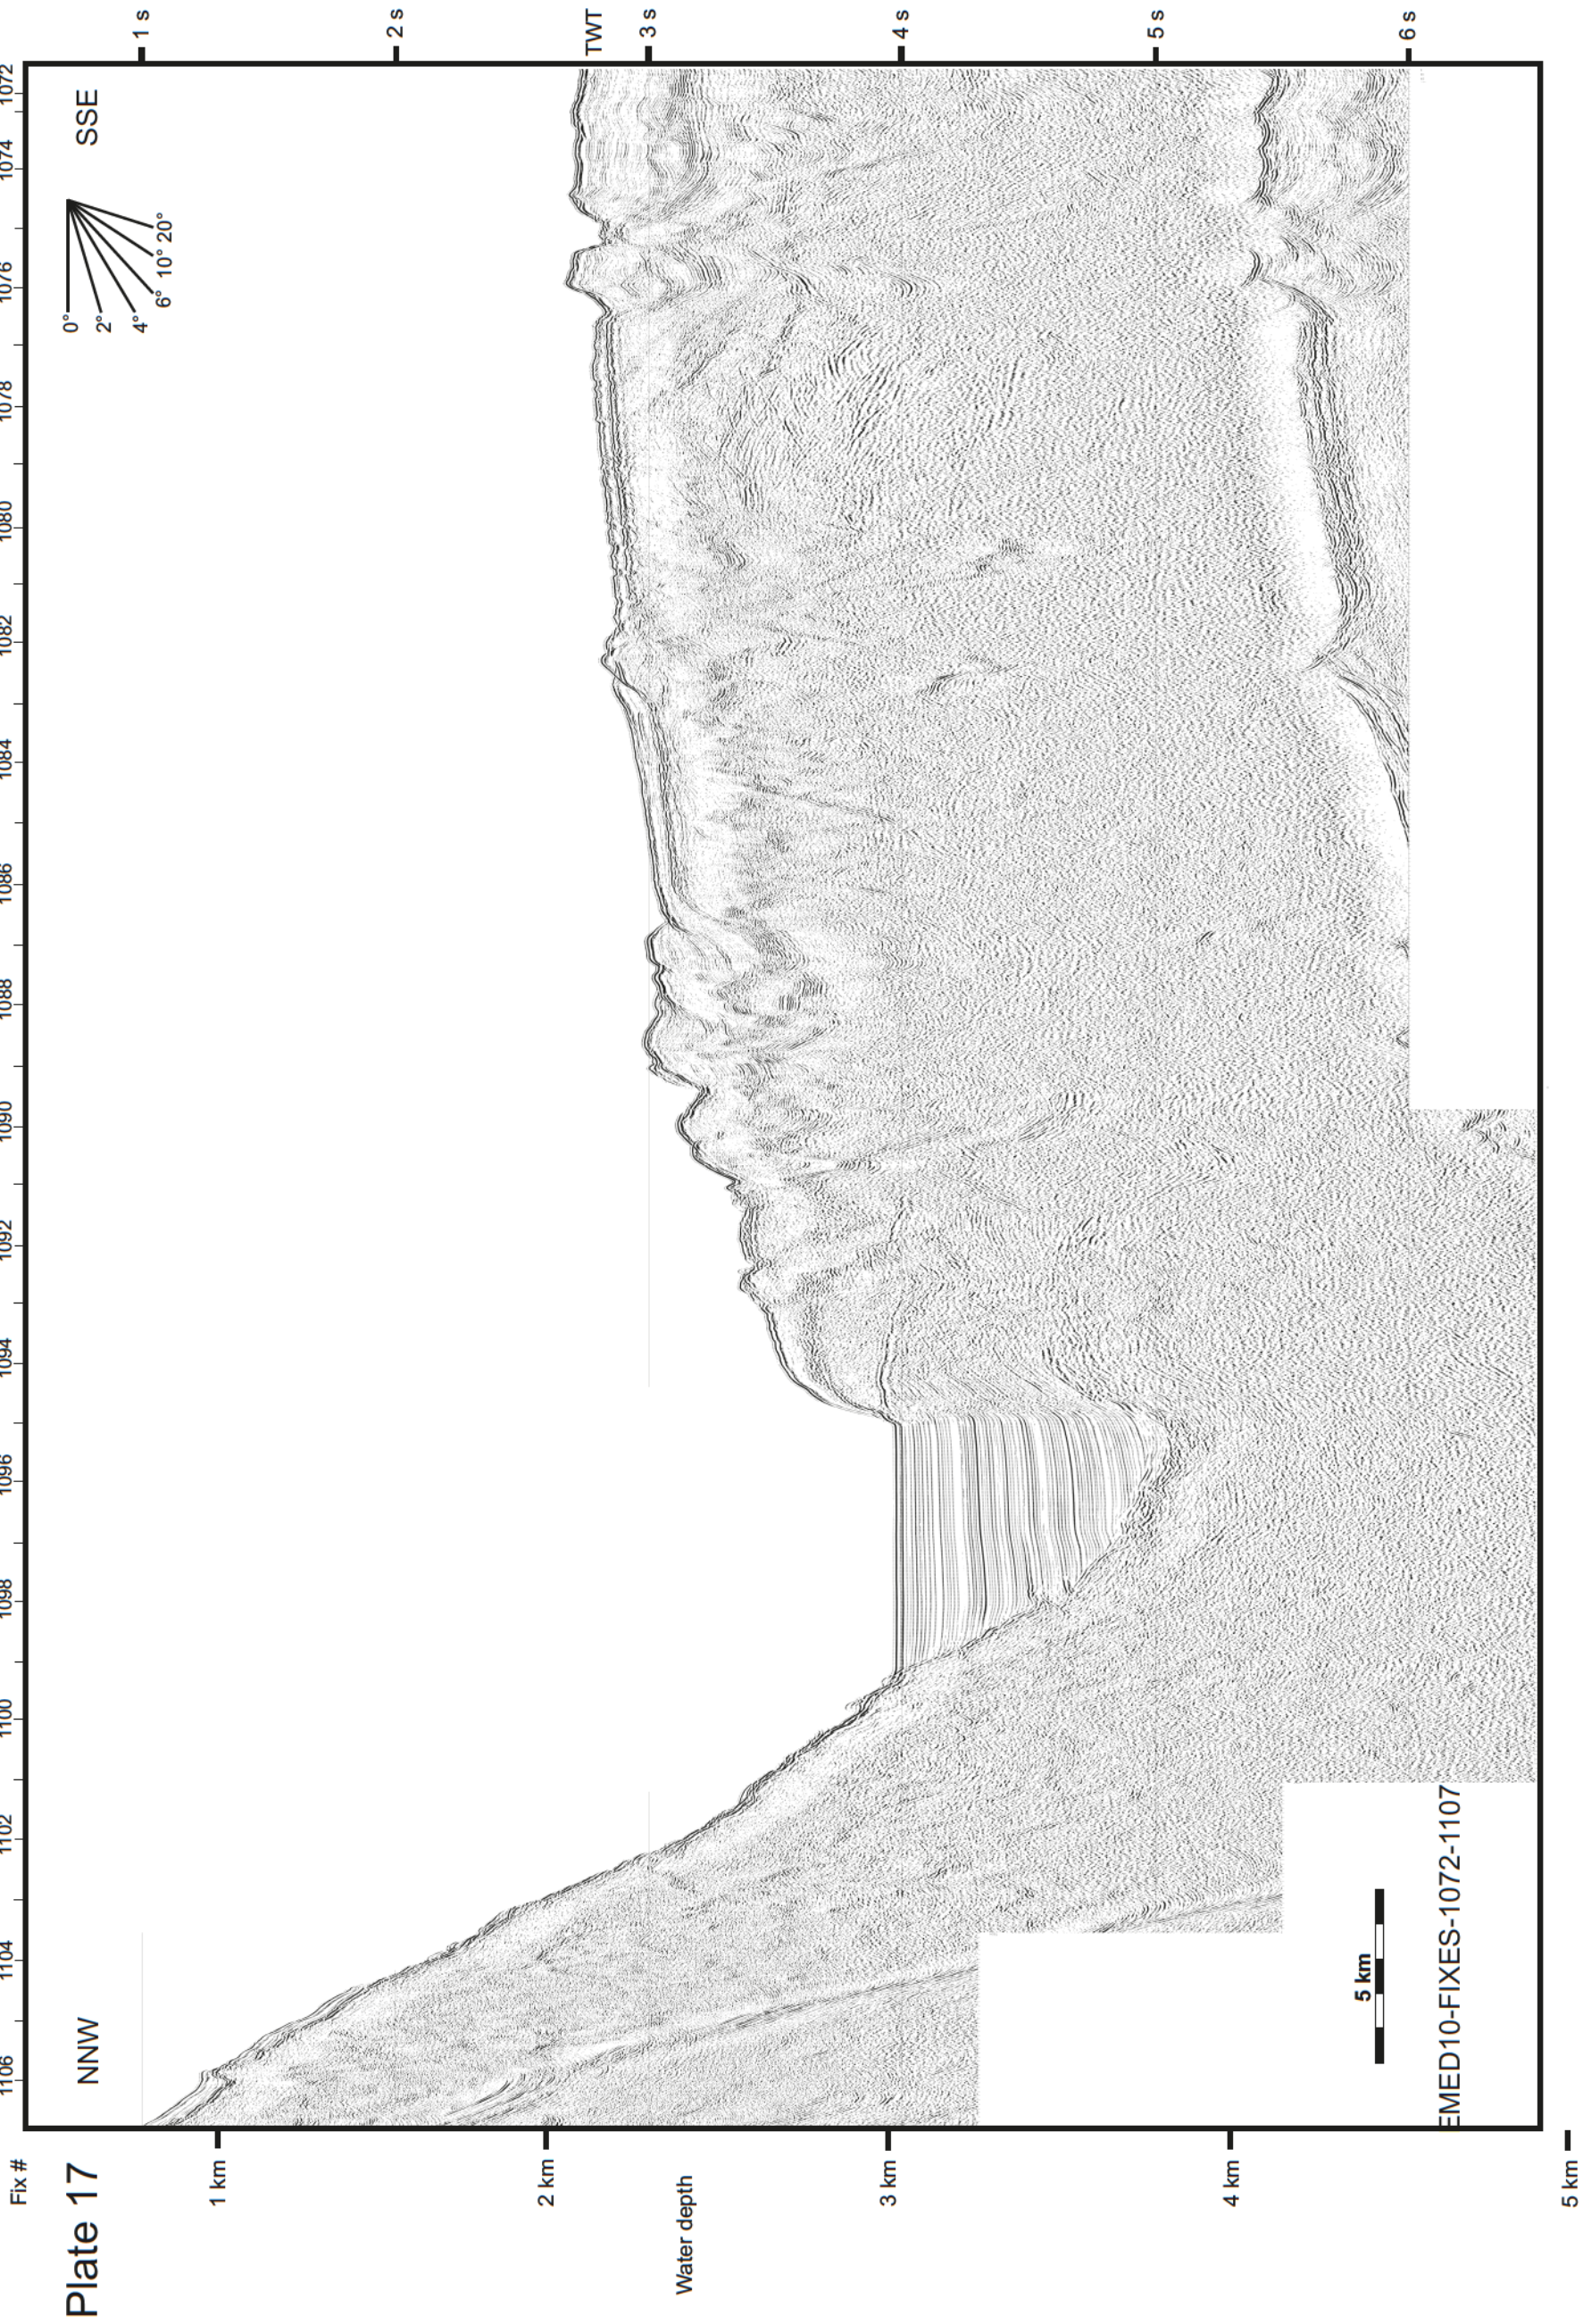 Plate 17
Fix #
1106
1104
1102
1100
1098
1096
1094
1092
1090
1088
1086
1084
1082
1080
1078
1076
1074
1072
NNW
SSE
0°
2°
4°
6°
10°
20°
1 s
2 s
TWT
3 s
4 s
5 s
6 s
1 km
2 km
Water depth
3 km
4 km
5 km
5 km
EMED10-FIXES-1072-1107